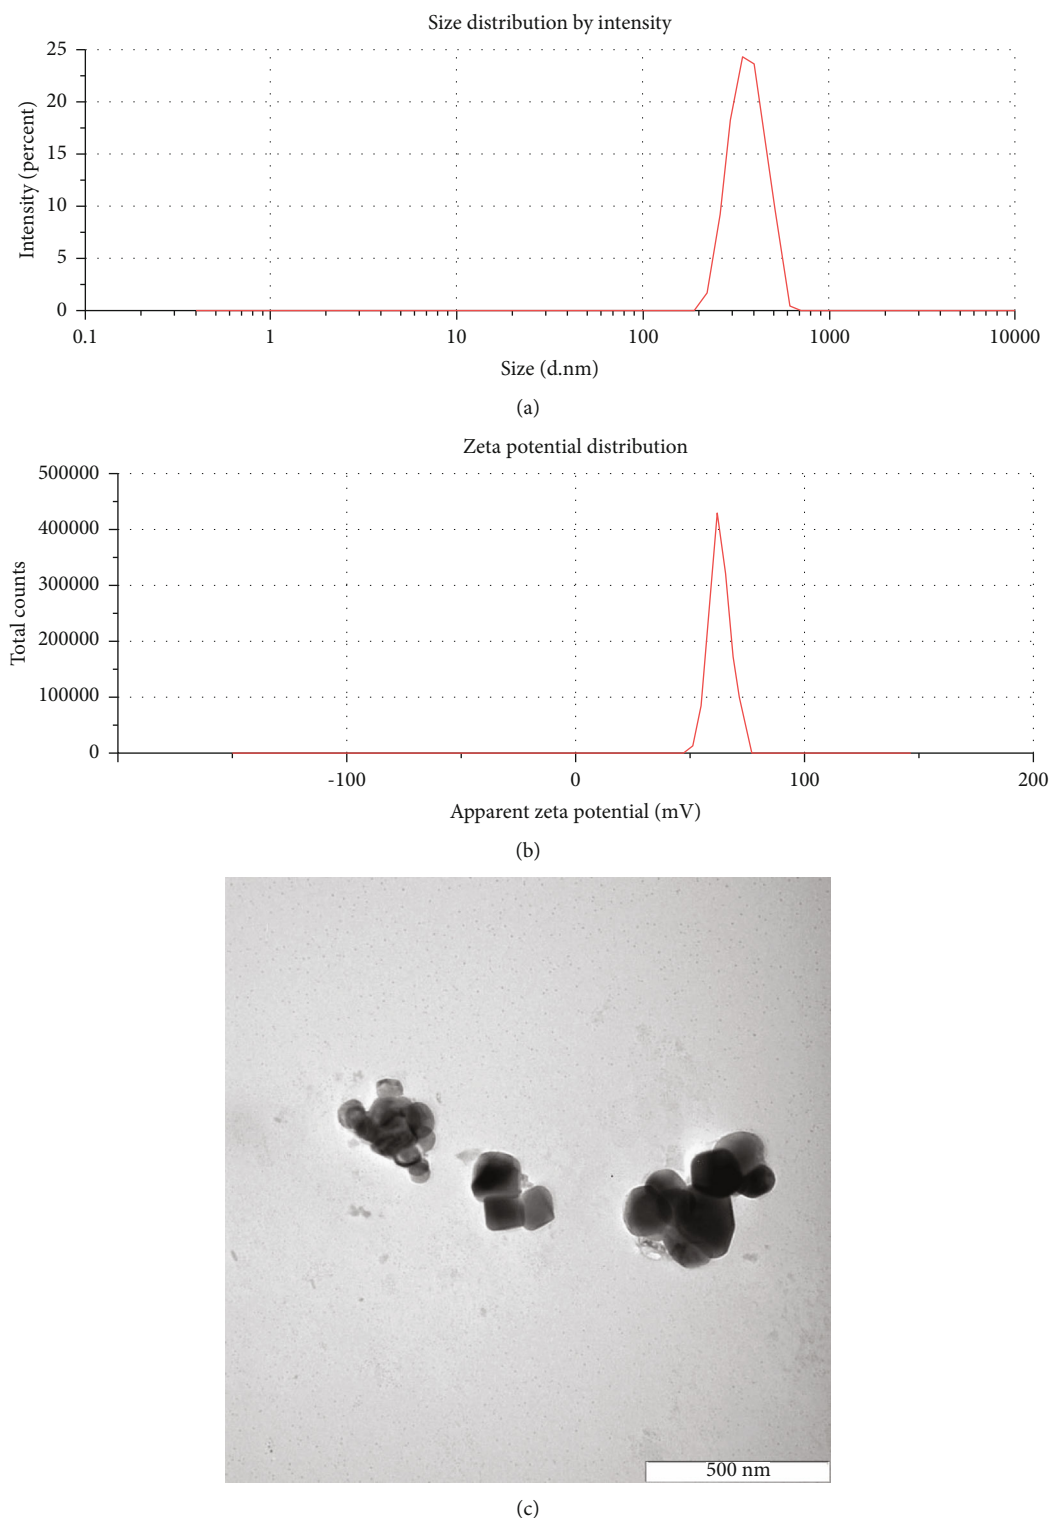 Size distribution by intensity
25
20
15
10
5
0
Intensity (percent)
0.1 1 10 100 1000 10000
Size (d.nm)
(a)
Zeta potential distribution
500000
400000
300000
200000
100000
0
Total counts
-100 0 100 200
Apparent zeta potential (mV)
(b)
500 nm
(c)